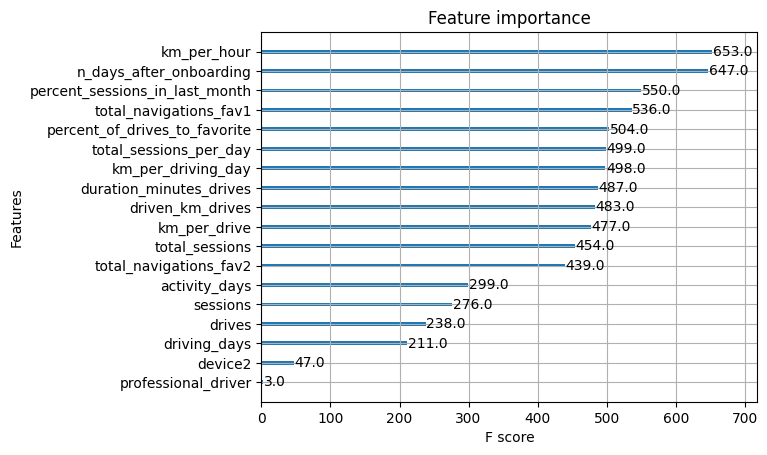 Feature importance
km_per_hour 653.0
n_days_after_onboarding 647.0
percent_sessions_in_last_month 550.0
total_navigations_fav1 536.0
percent_of_drives_to_favorite 504.0
total_sessions_per_day 499.0
km_per_driving_day 498.0
duration_minutes_drives 487.0
driven_km_drives 483.0
km_per_drive 477.0
total_sessions 454.0
total_navigations_fav2 439.0
activity_days 299.0
sessions 276.0
drives 238.0
driving_days 211.0
device2 47.0
professional_driver 3.0
Features
0 100 200 300 400 500 600 700
F score